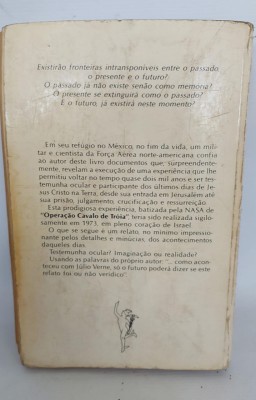 Existirão fronteiras intransponíveis entre o passado
o presente e o futuro?
O passado já não existe senão como memória?
O presente se extinguirá como o passado?
E o futuro, já existirá neste momento?
Em seu refúgio no México, no fim da vida, um mili-
tar e cientista da Força Aérea norte-americana confia
ao autor deste livro documentos que, surpreendente-
mente, revelam a execução de uma experiência que lhe
permitiu voltar no tempo quase dois mil anos e ser tes-
temunha ocular e participante dos últimos dias de Je-
sus Cristo na Terra, desde sua entrada em Jerusalém até
sua prisão, julgamento, crucificação e ressurreição.
Esta prodigiosa experiência, batizada pela NASA de
"Operação Cavalo de Tróia", teria sido realizada sigilo-
samente em 1973, em pleno coração de Israel.
O que se segue é um relato, no mínimo impressio-
nante pelos detalhes e minúcias, dos acontecimentos
daqueles dias.
Testemunha ocular? Imaginação ou realidade?
Usando as palavras do próprio autor: "... como acon-
teceu com Júlio Verne, só o futuro poderá dizer se este
relato foi ou não verídico".